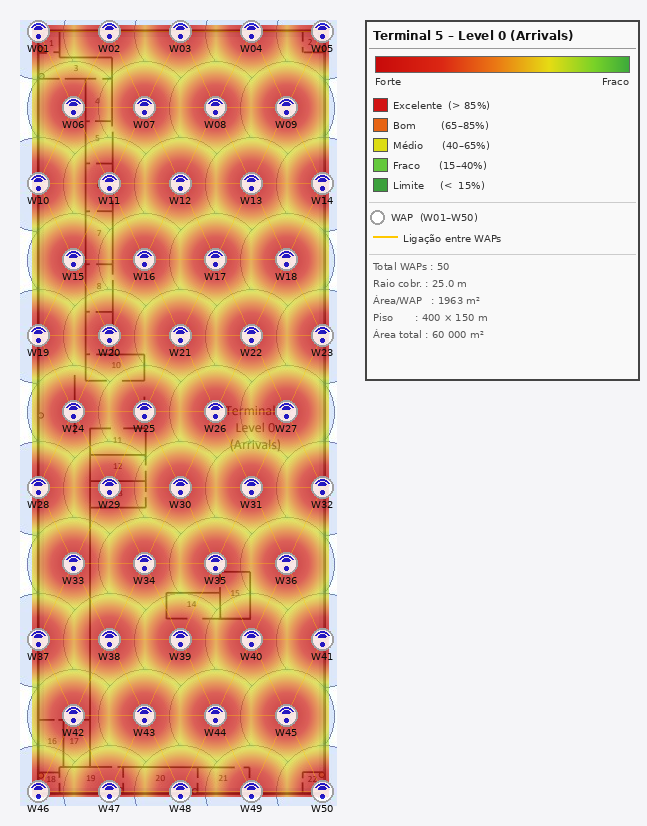 Terminal 5 – Level 0 (Arrivals)
Forte Fraco
Excelente (> 85%)
Bom (65–85%)
Médio (40–65%)
Fraco (15–40%)
Limite (< 15%)
WAP (W01–W50)
Ligação entre WAPs
Total WAPs : 50
Raio cobr. : 25.0 m
Área/WAP : 1963 m²
Piso : 400 × 150 m
Área total : 60 000 m²
1
W01 W02 W03 W04 W05
3
4
W06 W07 W08 W09
5
W10 W11 W12 W13 W14
7
W15 W16 W17 W18
8
W19 W20 W21 W22 W23
10
Terminal
W24 W25 W26 W27
Level 0
11
(Arrivals)
12
W28 W29 W30 W31 W32
W33 W34 W35 W36
15
14
W37 W38 W39 W40 W41
W42 W43 W44 W45
16 17
18 19 20 21 22
W46 W47 W48 W49 W50